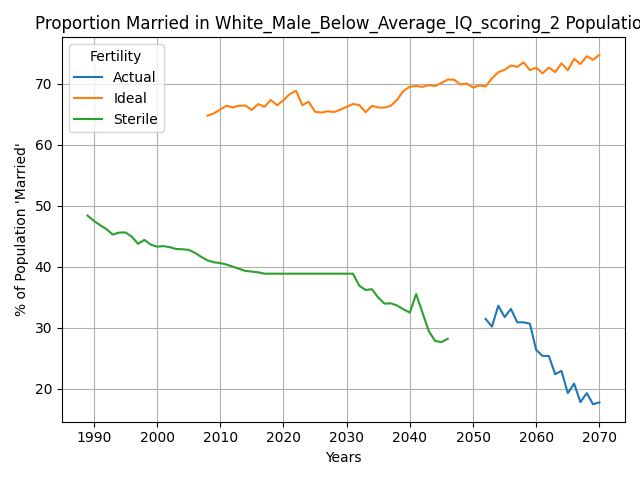 Proportion Married in White_Male_Below_Average_IQ_scoring_2 Populatio
Fertility
Actual
Ideal
Sterile
% of Population 'Married'
70
60
50
40
30
20
1990 2000 2010 2020 2030 2040 2050 2060 2070
Years